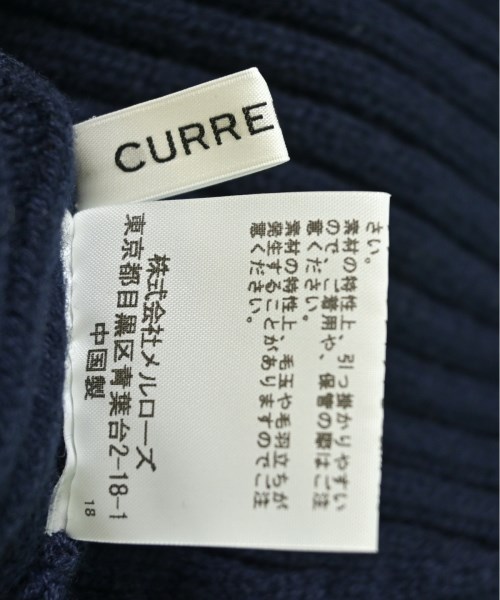 CURRE
さい。
素材の特性上、引っ掛かりやすい
ので、ご着用や、保管の際はご注
意ください。
素材の特性上、毛玉や毛羽立ちが
発生することがありますのでご注
意ください。
株式会社メルローズ
東京都目黒区青葉台2-18-1
中国製
18